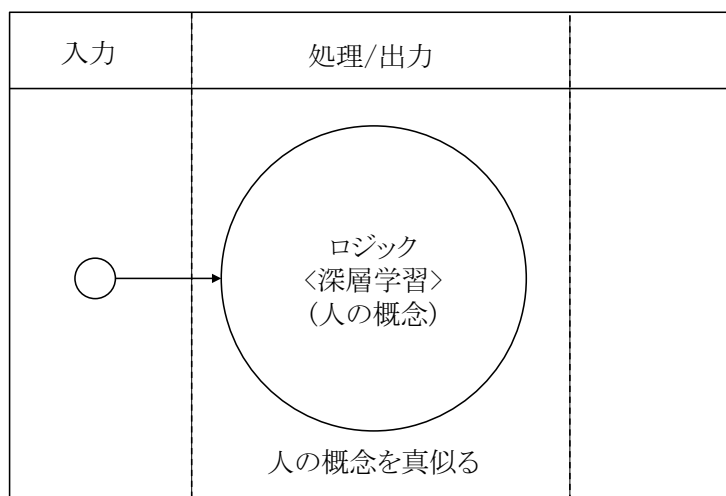 入力
処理/出力
ロジック
<深層学習>
(人の概念)
人の概念を真似る